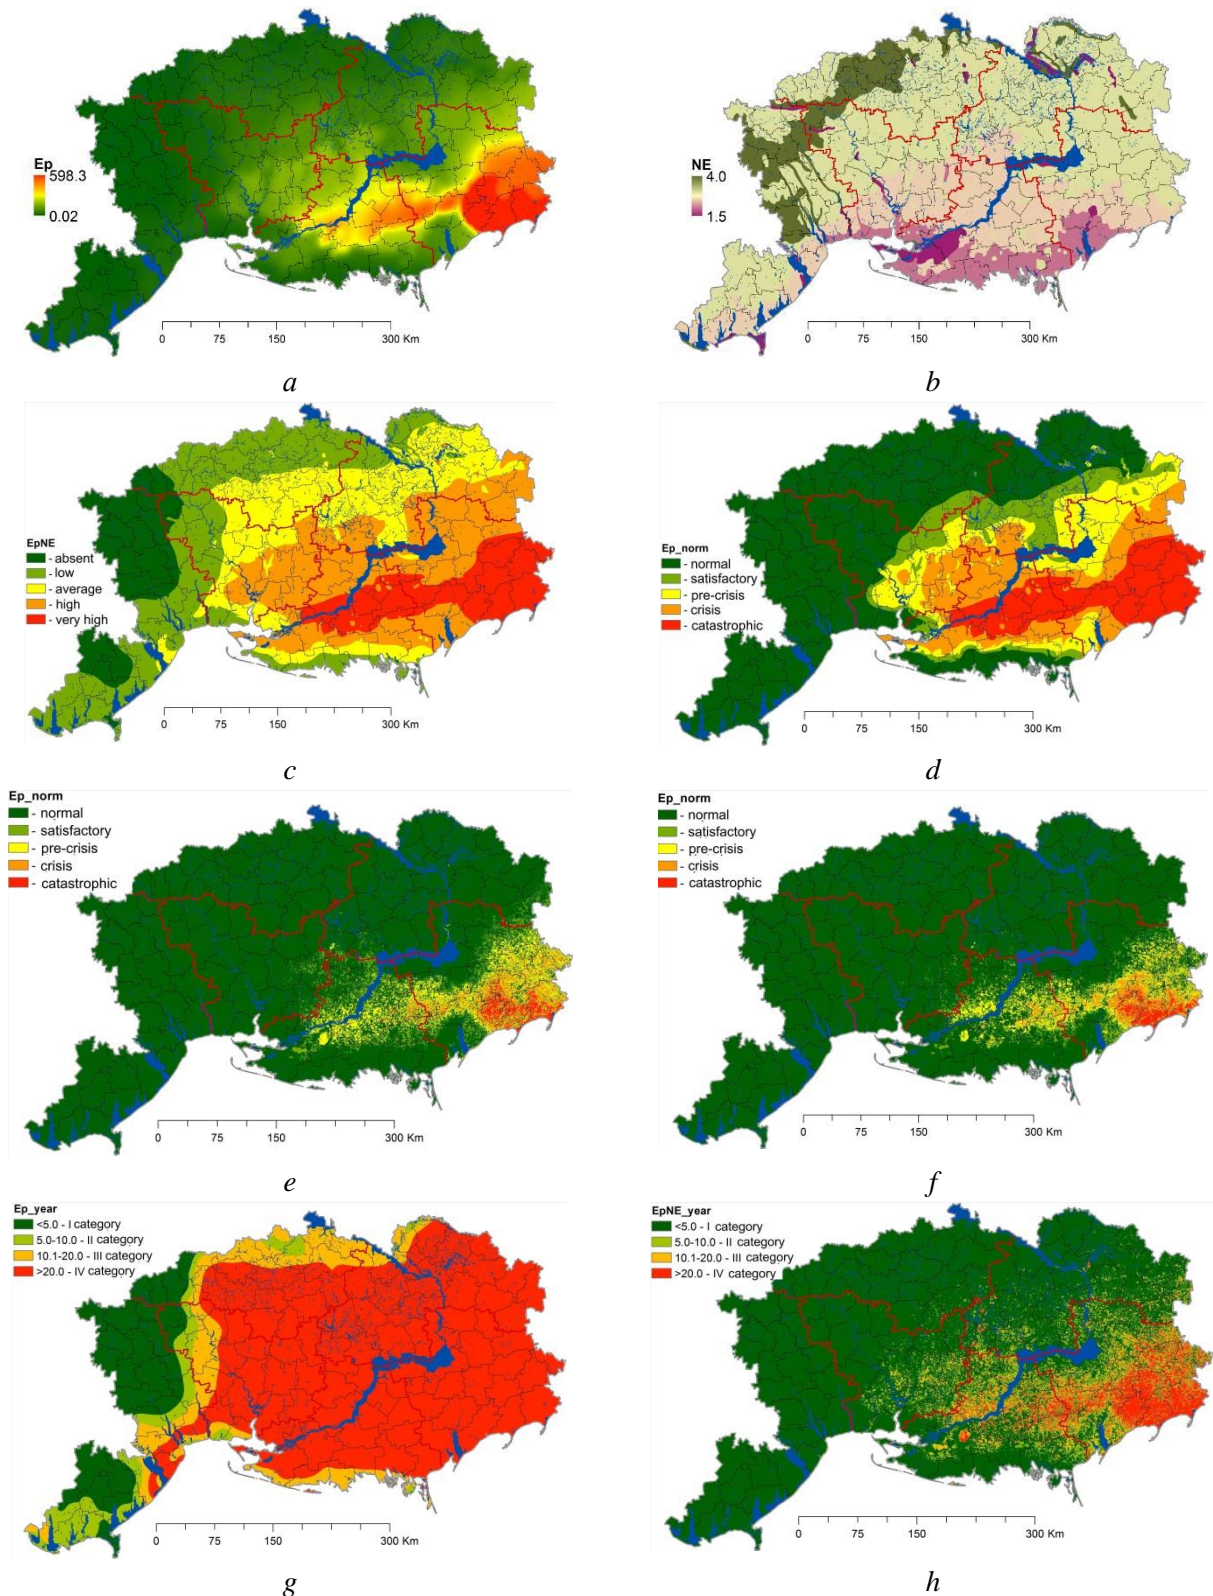 Ep
598.3
0.02
0 75 150 300 Km
a
NE
4.0
1.5
0 75 150 300 Km
b
EpNE
- absent
- low
- average
- high
- very high
0 75 150 300 Km
c
Ep_norm
- normal
- satisfactory
- pre-crisis
- crisis
- catastrophic
0 75 150 300 Km
d
Ep_norm
- normal
- satisfactory
- pre-crisis
- crisis
- catastrophic
0 75 150 300 Km
e
Ep_norm
- normal
- satisfactory
- pre-crisis
- crisis
- catastrophic
0 75 150 300 Km
f
Ep_year
<5.0 - I category
5.0-10.0 - II category
10.1-20.0 - III category
>20.0 - IV category
0 75 150 300 Km
g
EpNE_year
<5.0 - I category
5.0-10.0 - II category
10.1-20.0 - III category
>20.0 - IV category
0 75 150 300 Km
h